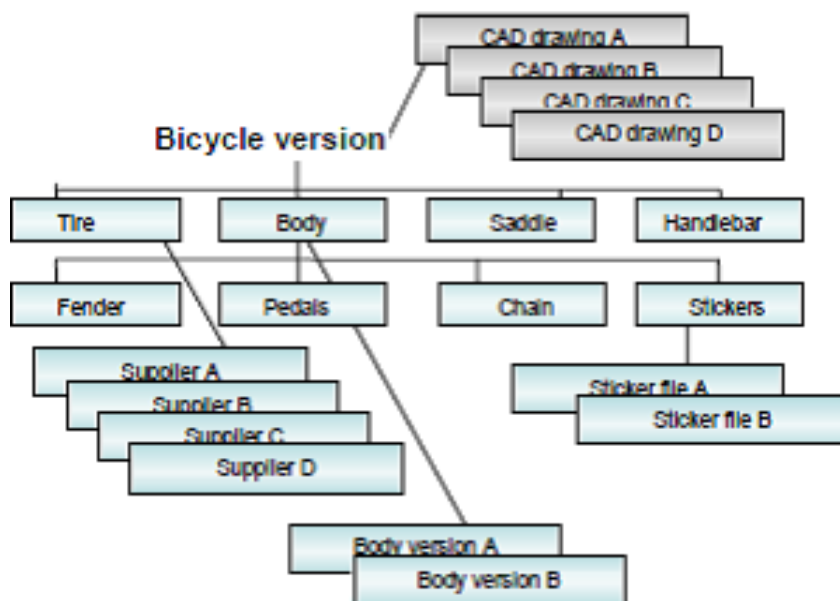 CAD drawing A
CAD drawing B
CAD drawing C
CAD drawing D
Bicycle version
Tire
Body
Saddle
Handlebar
Fender
Pedals
Chain
Stickers
Supplier A
Supplier B
Supplier C
Supplier D
Sticker file A
Sticker file B
Body version A
Body version B